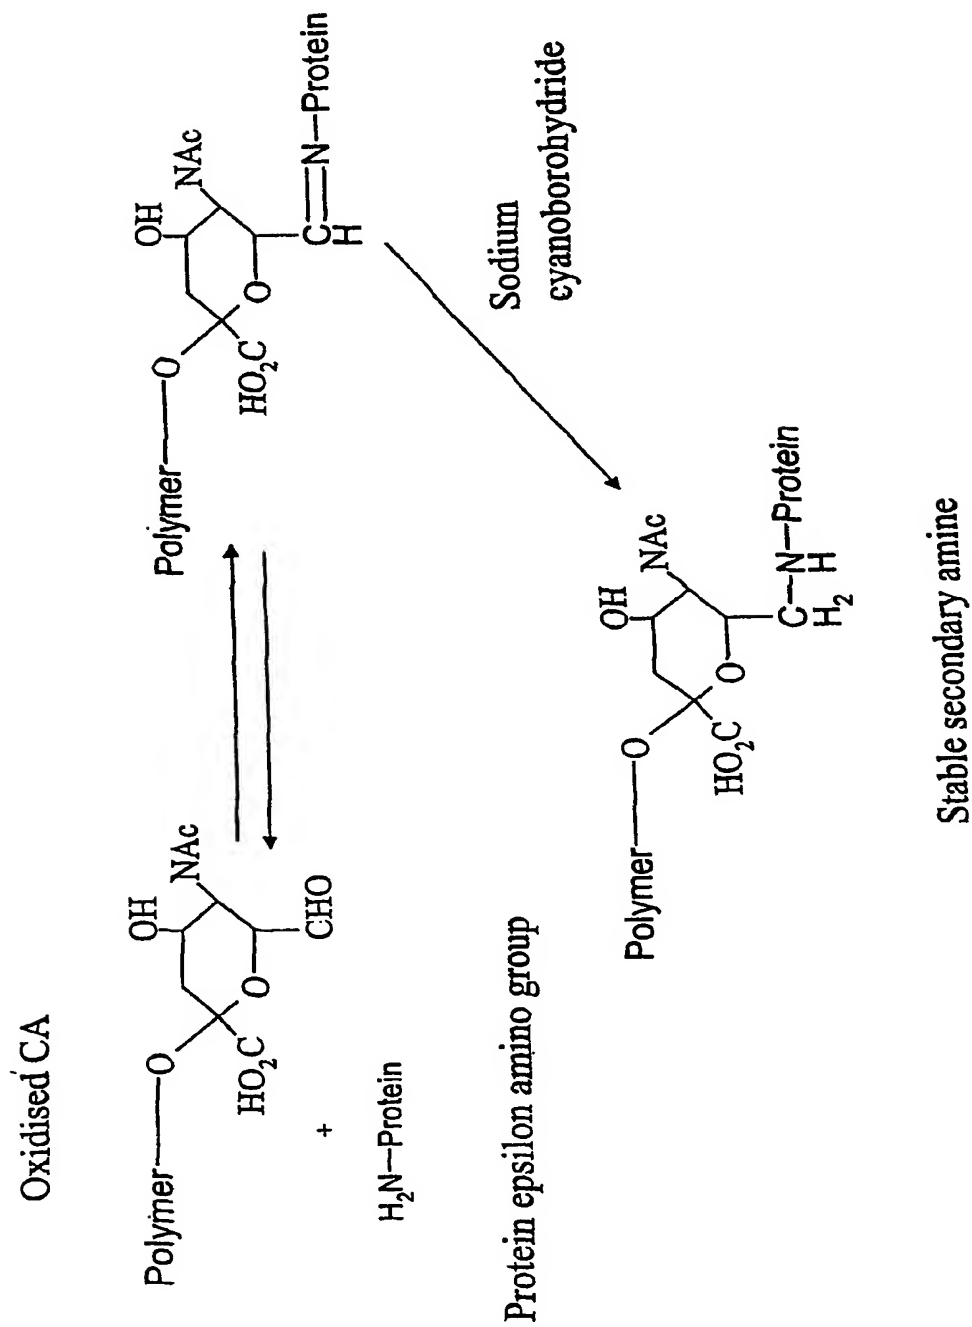 Oxidised CA
Polymer—O
OH
NAc
O
HO₂C
CHO
+
H₂N—Protein
Protein epsilon amino group
Polymer—O
OH
NAc
O
HO₂C
C=N—Protein
H
Sodium
cyanoborohydride
Polymer—O
OH
NAc
O
HO₂C
C—N—Protein
H₂ H
Stable secondary amine